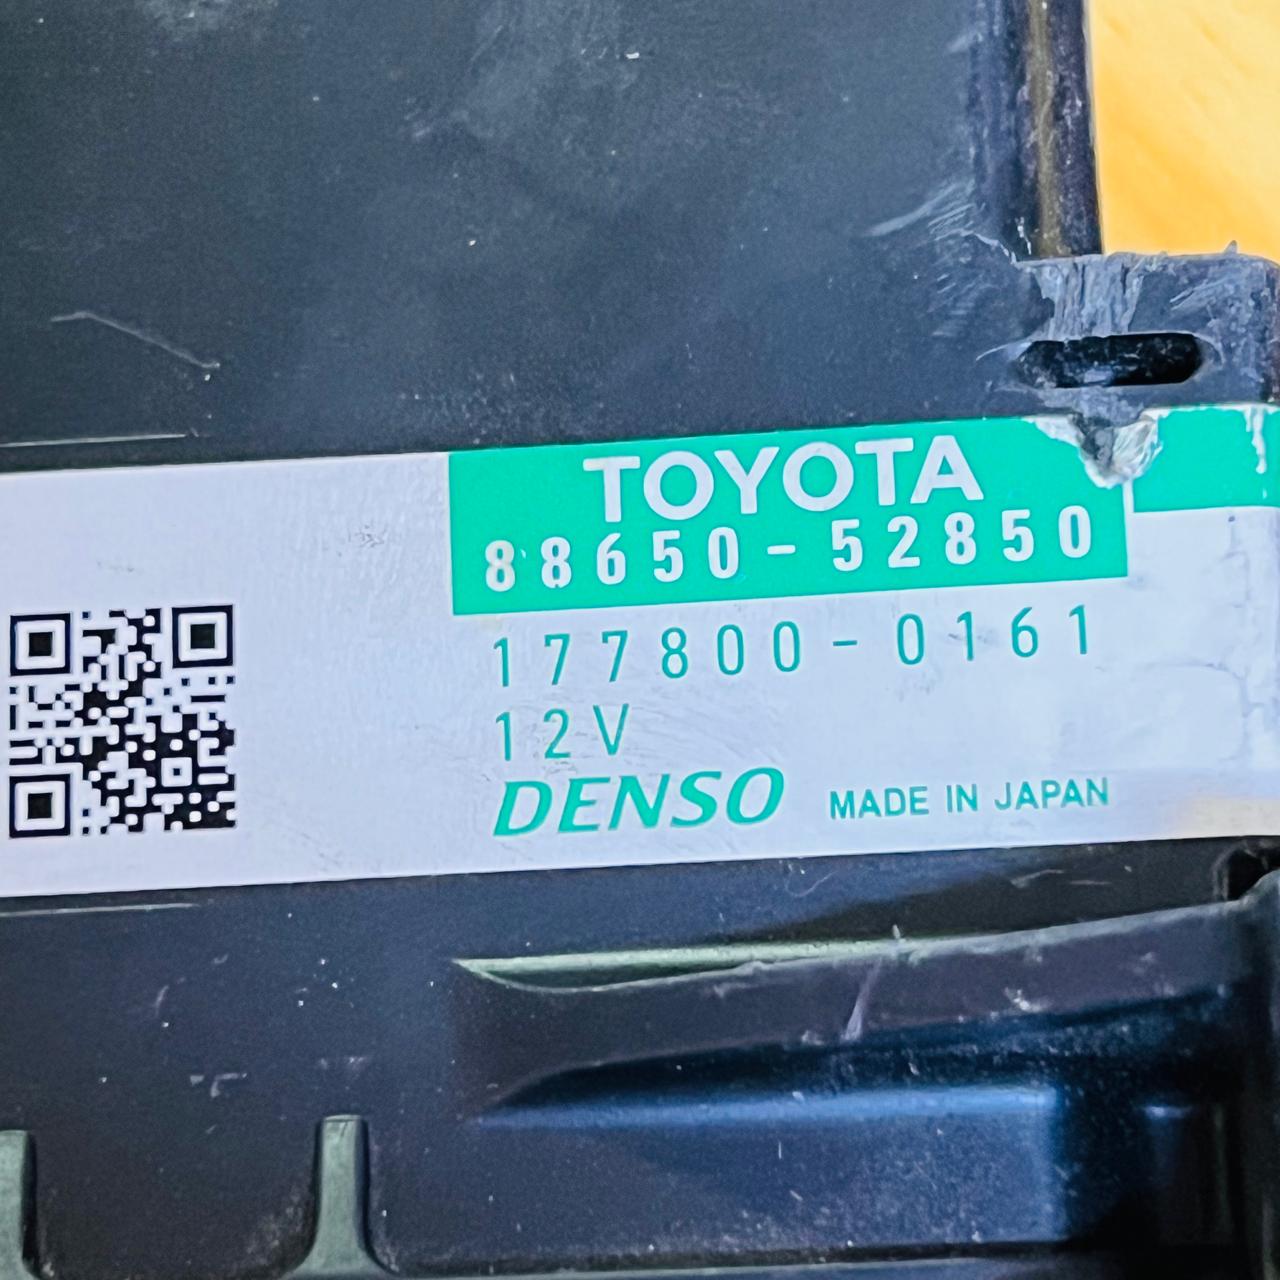 TOYOTA
88650-52850
177800-0161
12V
DENSO MADE IN JAPAN